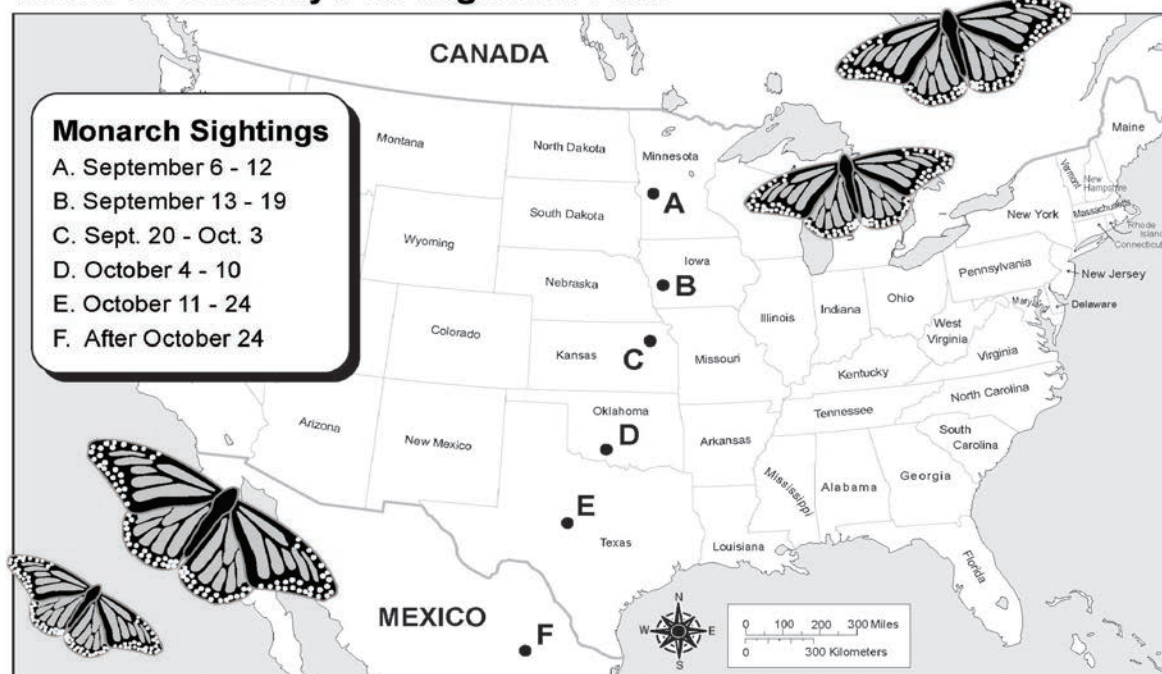 CANADA
Monarch Sightings
A. September 6 - 12
B. September 13 - 19
C. Sept. 20 - Oct. 3
D. October 4 - 10
E. October 11 - 24
F. After October 24
Montana
North Dakota
Minnesota
Maine
A
South Dakota
Wyoming
Vermont
New
Hampshire
Massachusetts
New York
Rhode
Island
Connecticut
Iowa
B
Nebraska
Pennsylvania
New Jersey
Illinois
Indiana
Ohio
Maryland
Delaware
Colorado
Kansas
C
Missouri
West
Virginia
Virginia
Kentucky
North Carolina
Arizona
New Mexico
Oklahoma
D
Arkansas
Tennessee
South
Carolina
Mississippi
Alabama
Georgia
E
Texas
Louisiana
Florida
MEXICO
F
N
W E
S
0 100 200 300 Miles
0 300 Kilometers